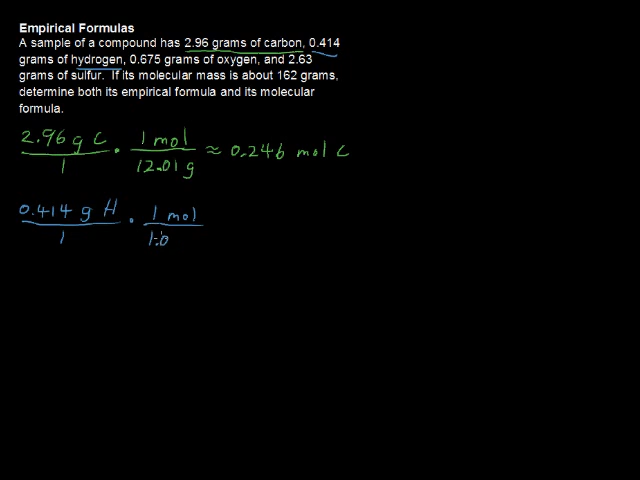 Empirical Formulas
A sample of a compound has 2.96 grams of carbon, 0.414
grams of hydrogen, 0.675 grams of oxygen, and 2.63
grams of sulfur. If its molecular mass is about 162 grams,
determine both its empirical formula and its molecular
formula.
2.96 g C / 1 · 1 mol / 12.01 g ≈ 0.246 mol C
0.414 g H / 1 · 1 mol / 1.0